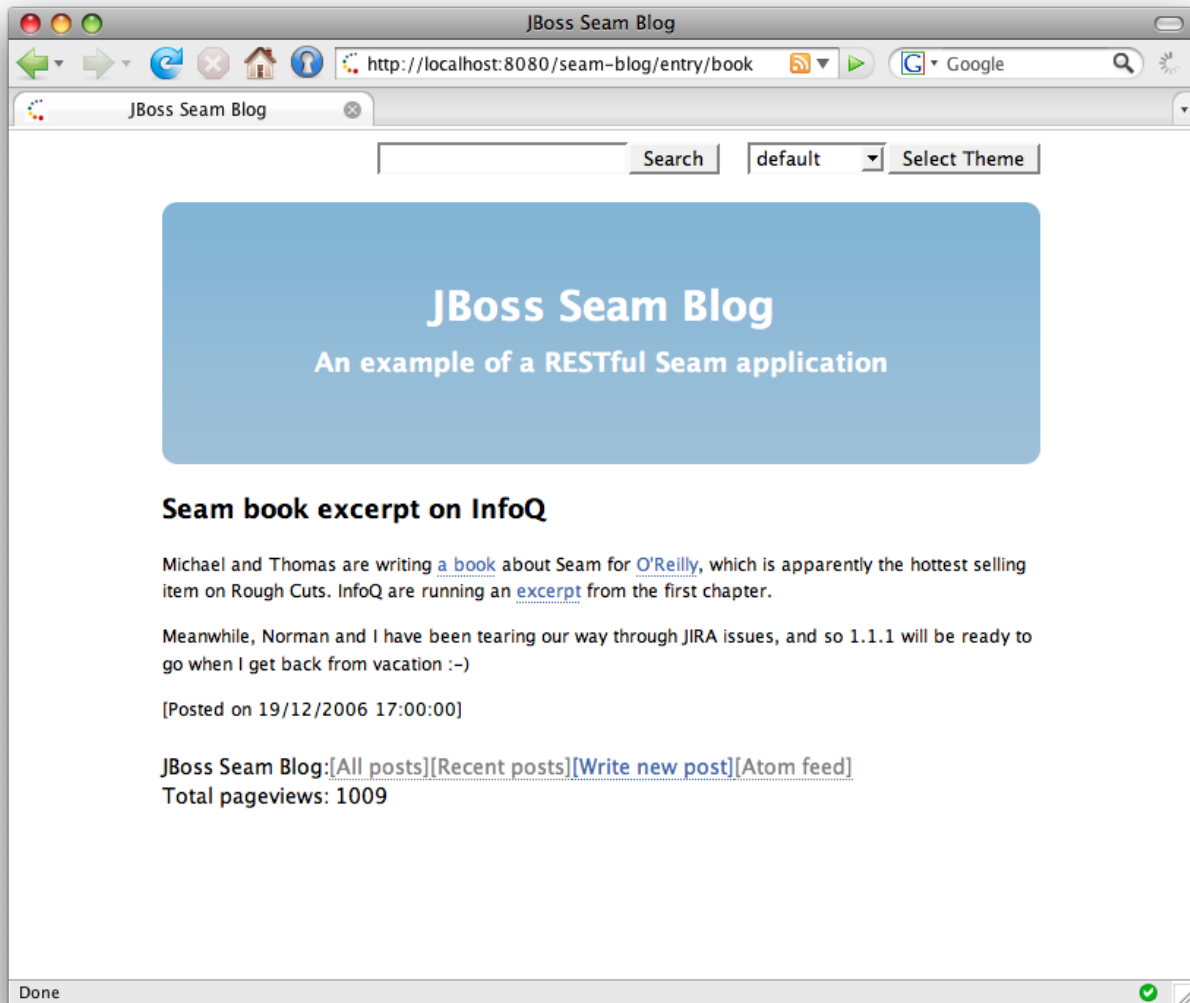 JBoss Seam Blog
http://localhost:8080/seam-blog/entry/book
G Google
JBoss Seam Blog
Search default Select Theme
JBoss Seam Blog
An example of a RESTful Seam application
Seam book excerpt on InfoQ
Michael and Thomas are writing a book about Seam for O'Reilly, which is apparently the hottest selling
item on Rough Cuts. InfoQ are running an excerpt from the first chapter.
Meanwhile, Norman and I have been tearing our way through JIRA issues, and so 1.1.1 will be ready to
go when I get back from vacation :-)
[Posted on 19/12/2006 17:00:00]
JBoss Seam Blog:[All posts][Recent posts][Write new post][Atom feed]
Total pageviews: 1009
Done